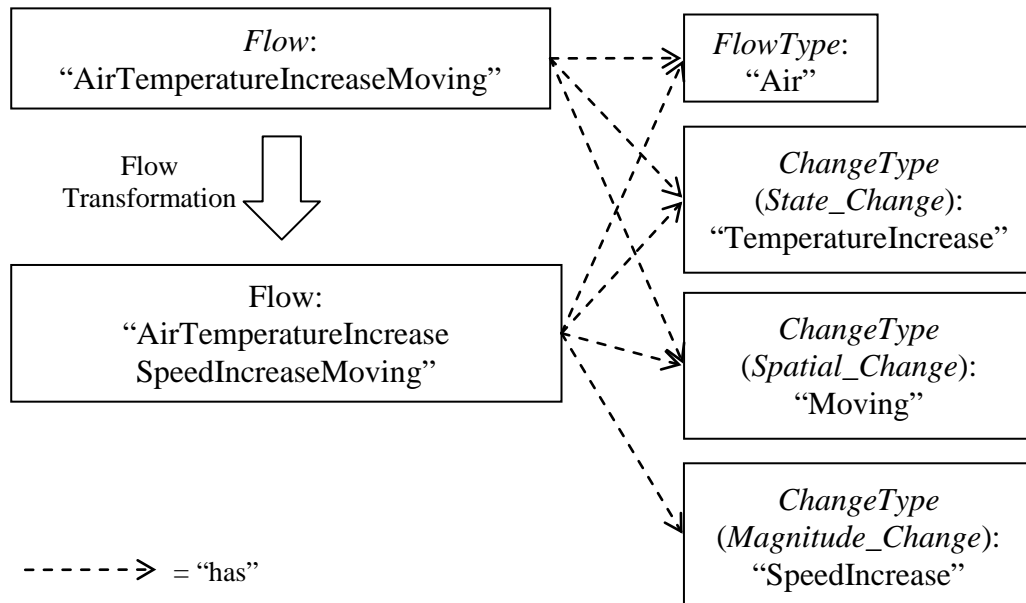 Flow:
“AirTemperatureIncreaseMoving”
FlowType:
“Air”
Flow
Transformation
ChangeType
(State_Change):
“TemperatureIncrease”
Flow:
“AirTemperatureIncrease
SpeedIncreaseMoving”
ChangeType
(Spatial_Change):
“Moving”
ChangeType
(Magnitude_Change):
“SpeedIncrease”
= “has”